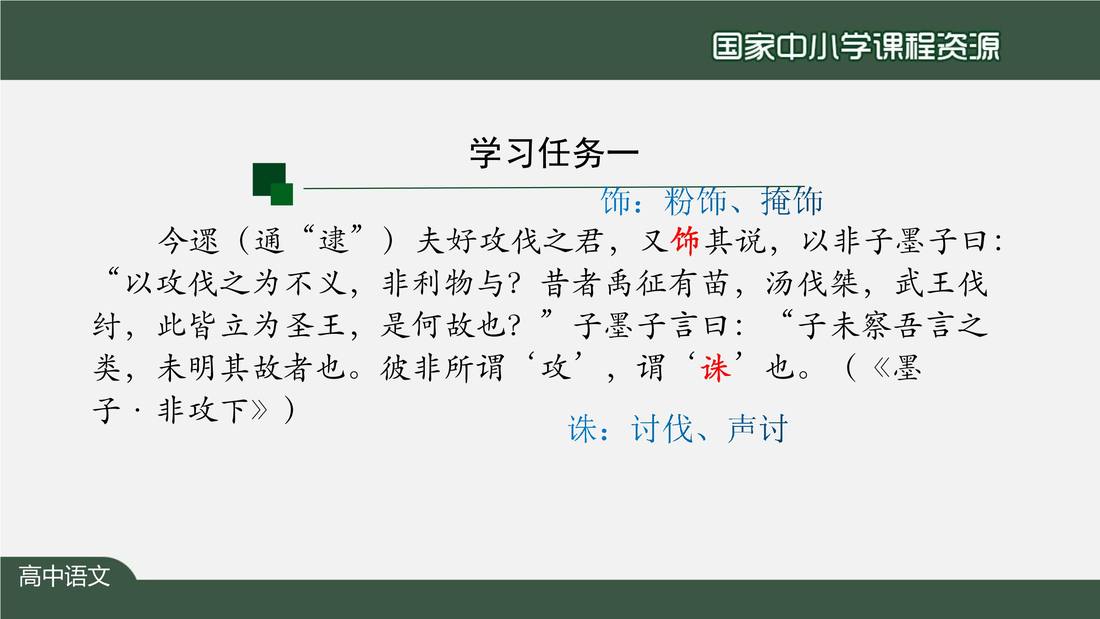 国家中小学课程资源
学习任务一
饰：粉饰、掩饰
今遝（通“逮”）夫好攻伐之君，又饰其说，以非子墨子曰：
“以攻伐之为不义，非利物与？昔者禹征有苗，汤伐桀，武王伐
纣，此皆立为圣王，是何故也？”子墨子言曰：“子未察吾言之
类，未明其故者也。彼非所谓‘攻’，谓‘诛’也。（《墨
子·非攻下》）
诛：讨伐、声讨
高中语文